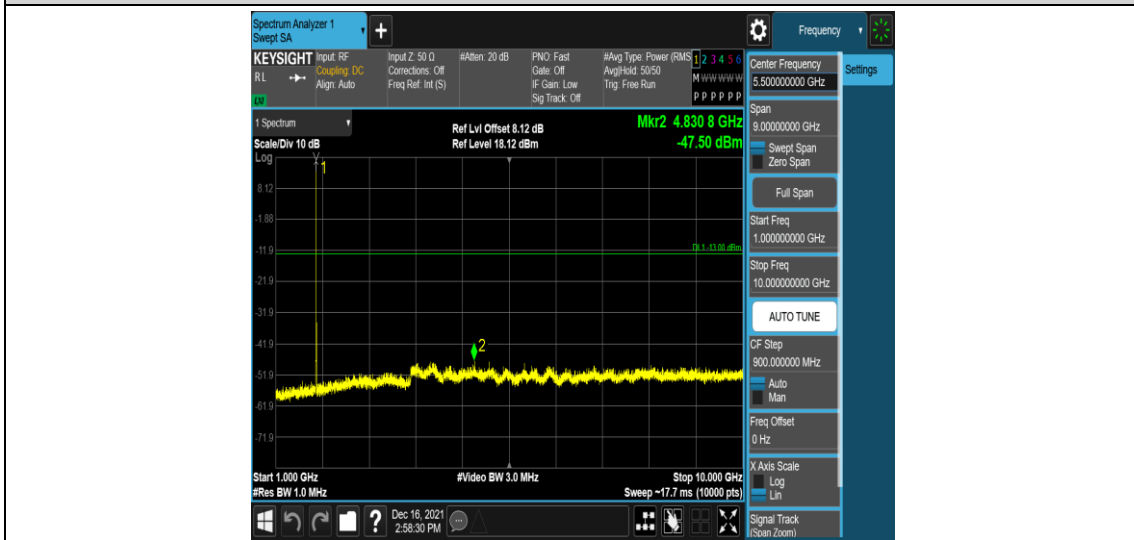 Spectrum Analyzer 1
Swept SA
Frequency
KEYSIGHT
RL
Input: RF
Coupling: DC
Align: Auto
Input Z: 50 Ω
Corrections: Off
Freq Ref: Int (S)
#Atten: 20 dB
PNO: Fast
Gate: Off
IF Gain: Low
Sig Track: Off
#Avg Type: Power (RMS
Avg|Hold: 50/50
Trig: Free Run
1 2 3 4 5 6
M W W W W W
P P P P P P
1 Spectrum
Scale/Div 10 dB
Ref Lvl Offset 8.12 dB
Ref Level 18.12 dBm
Mkr2 4.830 8 GHz
-47.50 dBm
Log
1
8.12
-1.88
-11.9
DL1 -13.00 dBm
-21.9
-31.9
-41.9
2
-51.9
-61.9
-71.9
Start 1.000 GHz
#Res BW 1.0 MHz
#Video BW 3.0 MHz
Stop 10.000 GHz
Sweep ~17.7 ms (10000 pts)
Dec 16, 2021
2:58:30 PM
Center Frequency
5.50000000 GHz
Settings
Span
9.00000000 GHz
Swept Span
Zero Span
Full Span
Start Freq
1.000000000 GHz
Stop Freq
10.000000000 GHz
AUTO TUNE
CF Step
900.000000 MHz
Auto
Man
Freq Offset
0 Hz
X Axis Scale
Log
Lin
Signal Track
(Span Zoom)